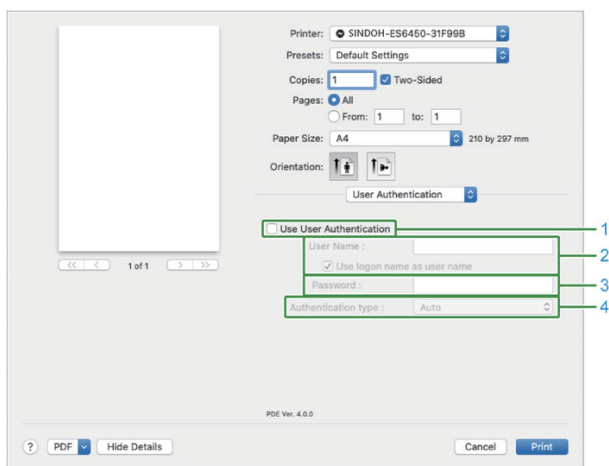 Printer: SINDOH-ES6450-31F99B
Presets: Default Settings
Copies: 1 Two-Sided
Pages: All
From: 1 to: 1
Paper Size: A4 210 by 297 mm
Orientation:
User Authentication
Use User Authentication 1
User Name : 2
Use logon name as user name
Password : 3
Authentication type : Auto 4
<< < 1 of 1 > >>
PDE Ver. 4.0.0
? PDF Hide Details Cancel Print